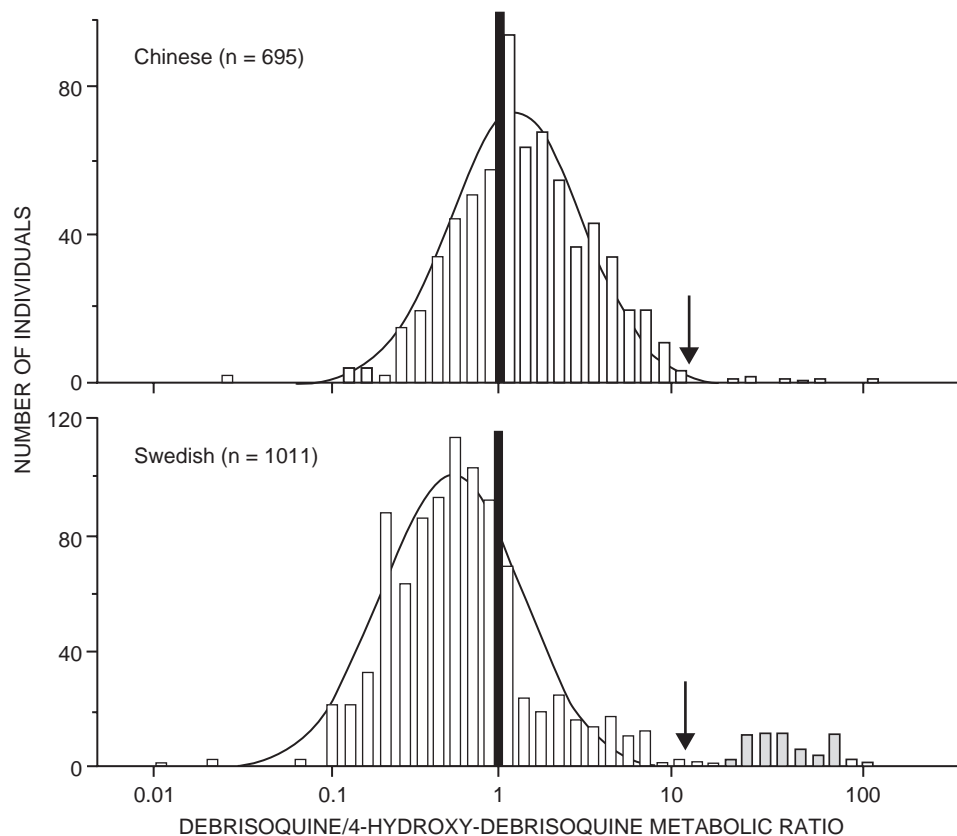 Chinese (n = 695)
80
40
0
NUMBER OF INDIVIDUALS
120
Swedish (n = 1011)
80
40
0
0.01 0.1 1 10 100
DEBRISOQUINE/4-HYDROXY-DEBRISOQUINE METABOLIC RATIO